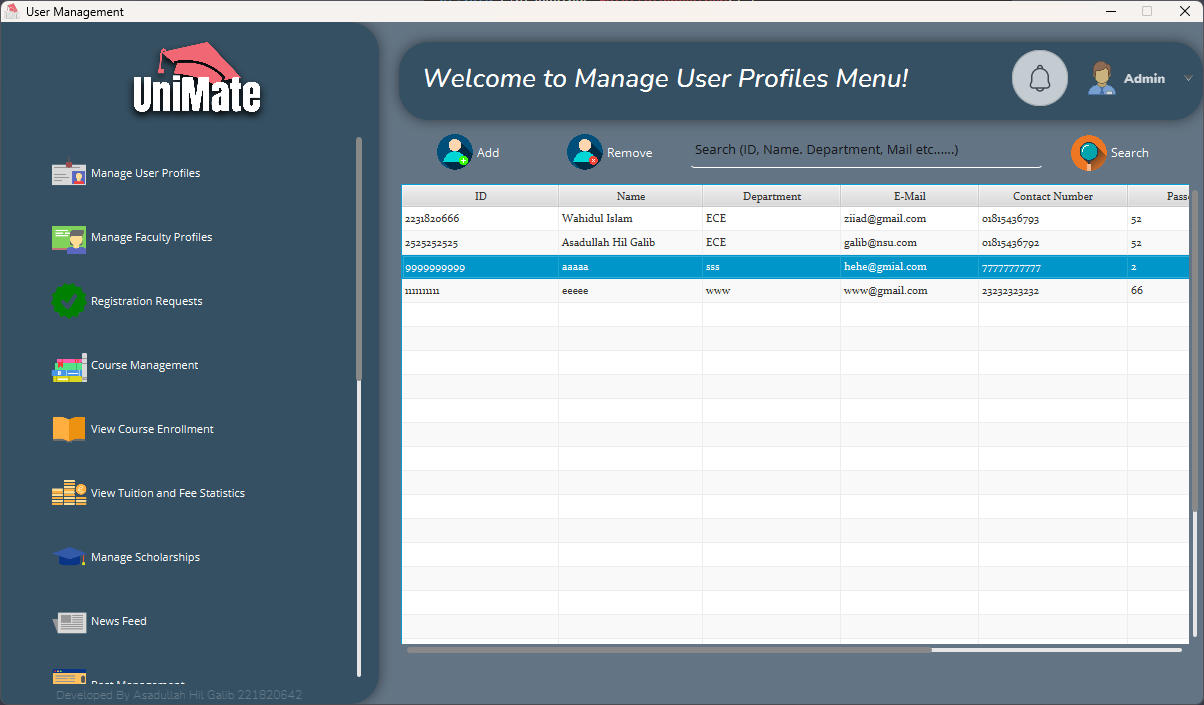 User Management
UniMate
Welcome to Manage User Profiles Menu!
Admin
Manage User Profiles
Manage Faculty Profiles
Registration Requests
Course Management
View Course Enrollment
View Tuition and Fee Statistics
Manage Scholarships
News Feed
Post Management
Developed By Asadullah Hil Galib 221820642
Add
Remove
Search (ID, Name. Department, Mail etc......)
Search
ID Name Department E-Mail Contact Number Pass
2231820666 Wahidul Islam ECE ziiad@gmail.com 01815436793 52
2525252525 Asadullah Hil Galib ECE galib@nsu.com 01815436792 52
9999999999 aaaaa sss hehe@gmial.com 77777777777 2
eeeee www www@gmail.com 23232323232 66